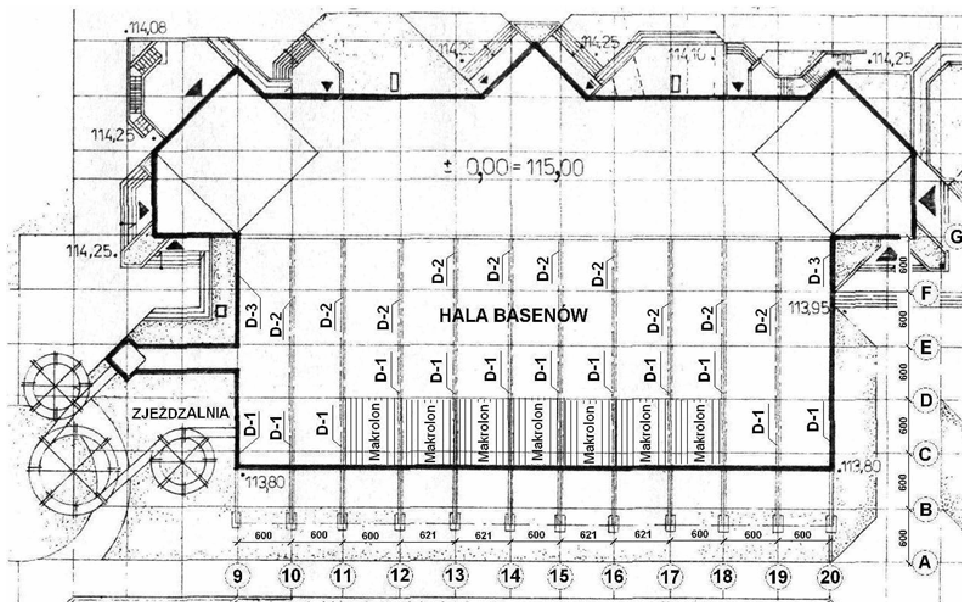 114,08
114,25
114,25
114,10
114,25
114,25
± 0,00 = 115,00
114,25
G
D-2 D-2 D-2 D-2 D-3
600
F
D-3 D-2 D-2 D-2 HALA BASENÓW D-2 D-2 D-2 113,95
600
E
D-1 D-1 D-1 D-1 D-1 D-1 D-1
600
D
ZJEŻDZALNIA
D-1 D-1 D-1 Makrolon Makrolon Makrolon Makrolon Makrolon Makrolon Makrolon D-1 D-1
600
C
113,80 113,80
600
B
600 600 600 621 621 600 621 621 600 600 600
600
A
9 10 11 12 13 14 15 16 17 18 19 20